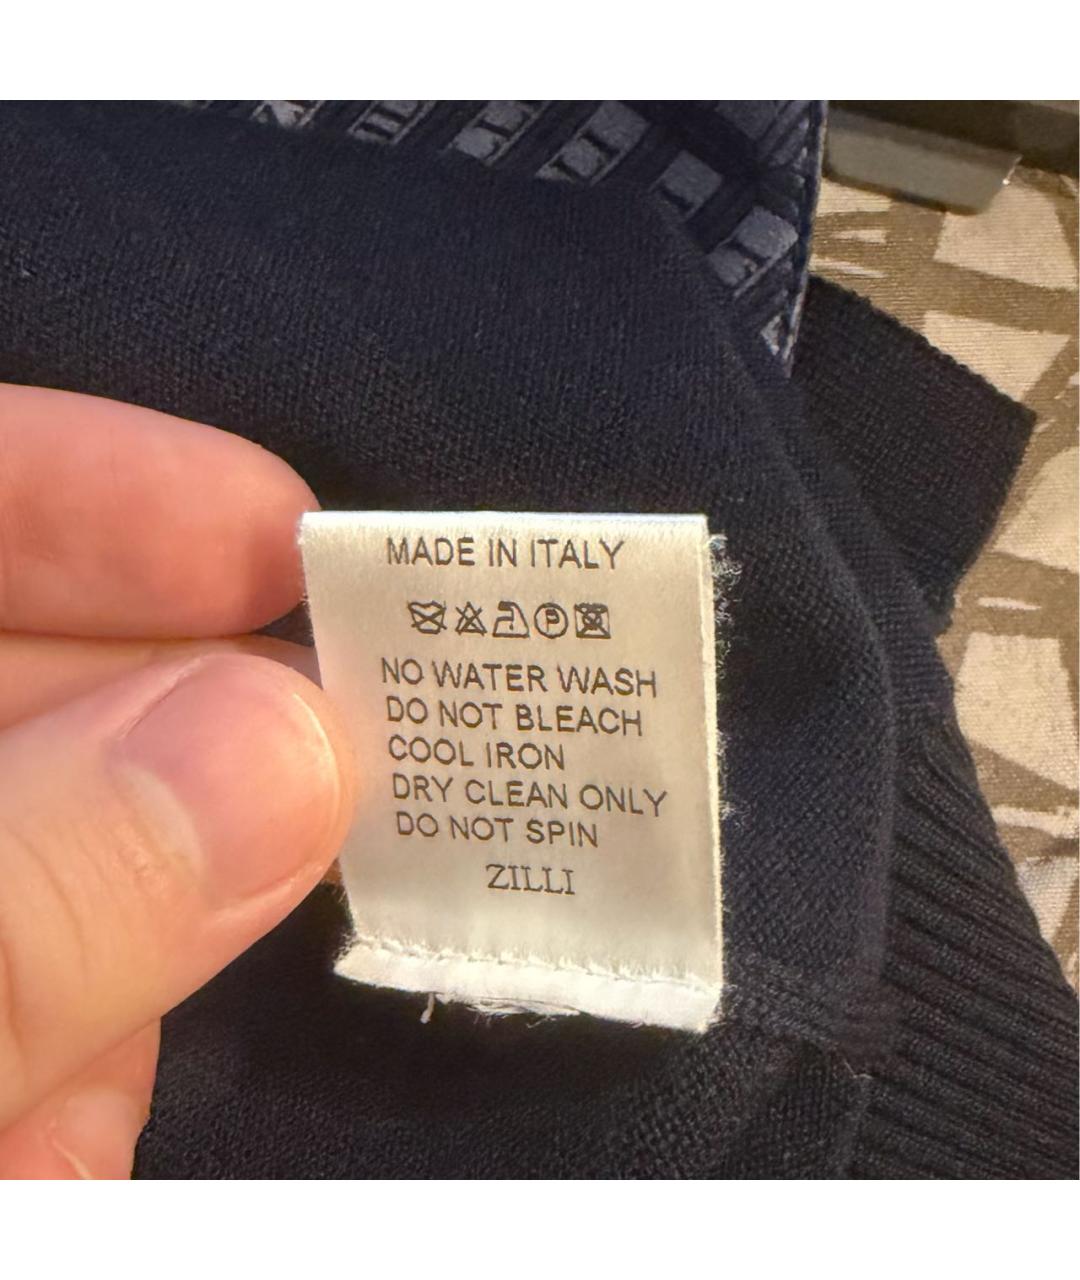 MADE IN ITALY
NO WATER WASH
DO NOT BLEACH
COOL IRON
DRY CLEAN ONLY
DO NOT SPIN
ZILLI